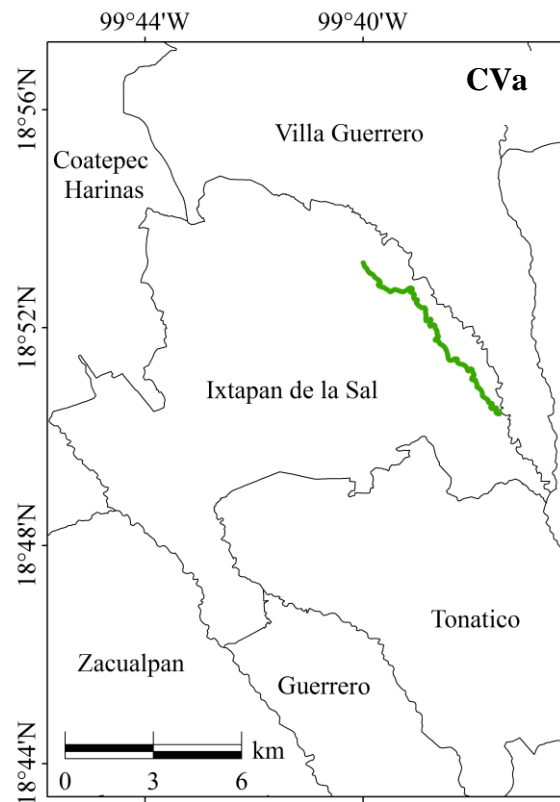 99°44'W 99°40'W
CVa
18°56'N
Villa Guerrero
Coatepec
Harinas
18°52'N
Ixtapan de la Sal
18°48'N
Tonatico
Zacualpan
Guerrero
18°44'N
km
0 3 6